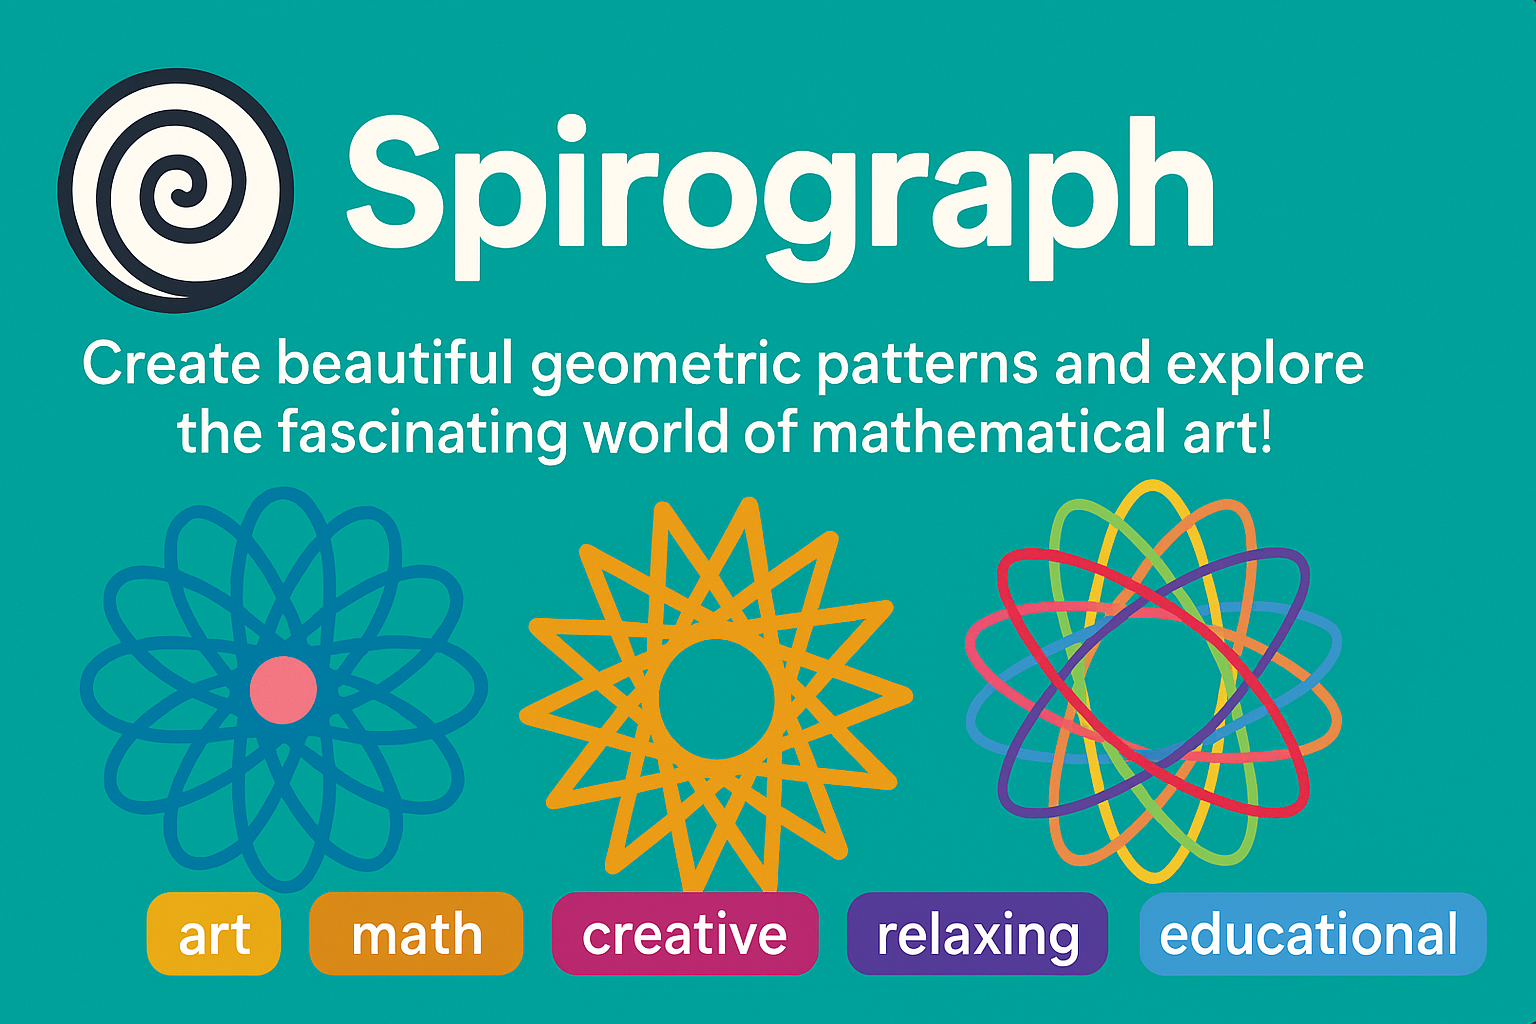 Spirograph
Create beautiful geometric patterns and explore
the fascinating world of mathematical art!
art math creative relaxing educational